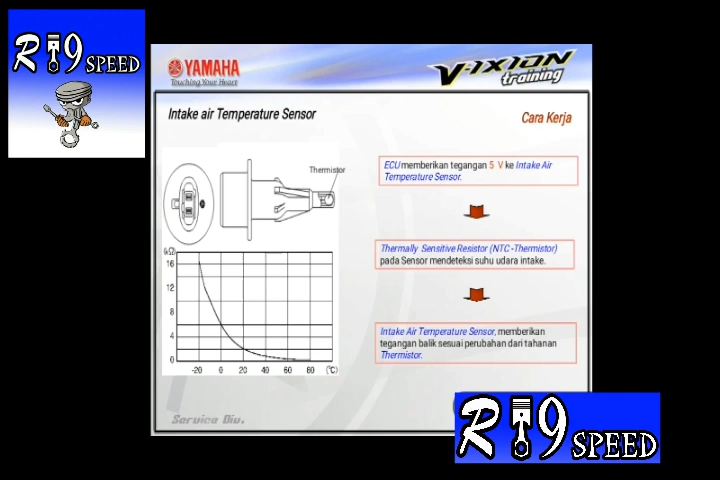 R19 SPEED
YAMAHA
Touching Your Heart
V-IXION
training
Intake air Temperature Sensor
Cara Kerja
Thermistor
ECU memberikan tegangan 5 V ke Intake Air
Temperature Sensor.
Thermally Sensitive Resistor (NTC -Thermistor)
pada Sensor mendeteksi suhu udara intake.
Intake Air Temperature Sensor, memberikan
tegangan balik sesuai perubahan dari tahanan
Thermistor.
(kΩ)
16
12
8
4
0
-20 0 20 40 60 80 (°C)
Service Div.
R19 SPEED